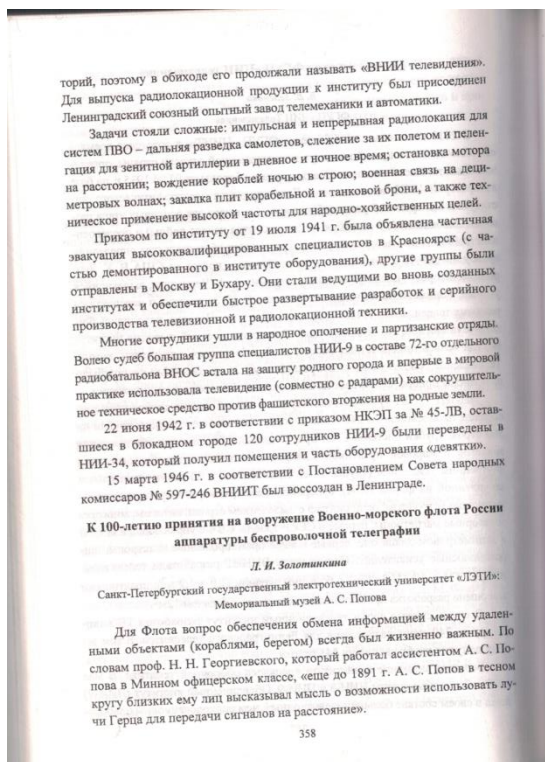 торий, поэтому в обиходе его продолжали называть «ВНИИ телевидения».
Для выпуска радиолокационной продукции к институту был присоединен
Ленинградский союзный опытный завод телемеханики и автоматики.
Задачи стояли сложные: импульсная и непрерывная радиолокация для
систем ПВО – дальняя разведка самолетов, слежение за их полетом и пелен-
гация для зенитной артиллерии в дневное и ночное время; остановка мотора
на расстоянии; вождение кораблей ночью в строю; военная связь на деци-
метровых волнах; закалка плит корабельной и танковой брони, а также тех-
ническое применение высокой частоты для народно-хозяйственных целей.
Приказом по институту от 19 июля 1941 г. была объявлена частичная
эвакуация высококвалифицированных специалистов в Красноярск (с ча-
стью демонтированного в институте оборудования), другие группы были
отправлены в Москву и Бухару. Они стали ведущими во вновь созданных
институтах и обеспечили быстрое развертывание разработок и серийного
производства телевизионной и радиолокационной техники.
Многие сотрудники ушли в народное ополчение и партизанские отряды.
Волею судеб большая группа специалистов НИИ-9 в составе 72-го отдельного
радиобатальона ВНОС встала на защиту родного города и впервые в мировой
практике использовала телевидение (совместно с радарами) как сокрушитель-
ное техническое средство против фашистского вторжения на родные земли.
22 июня 1942 г. в соответствии с приказом НКЭП за № 45-ЛВ, остав-
шиеся в блокадном городе 120 сотрудников НИИ-9 были переведены в
НИИ-34, который получил помещения и часть оборудования «девятки».
15 марта 1946 г. в соответствии с Постановлением Совета народных
комиссаров № 597-246 ВНИИТ был воссоздан в Ленинграде.
К 100-летию принятия на вооружение Военно-морского флота России
аппаратуры беспроволочной телеграфии
Л. И. Золотинкина
Санкт-Петербургский государственный электротехнический университет «ЛЭТИ»:
Мемориальный музей А. С. Попова
Для Флота вопрос обеспечения обмена информацией между удален-
ными объектами (кораблями, берегом) всегда был жизненно важным. По
словам проф. Н. Н. Георгиевского, который работал ассистентом А. С. По-
пова в Минном офицерском классе, «еще до 1891 г. А. С. Попов в тесном
кругу близких ему лиц высказывал мысль о возможности использовать лу-
чи Герца для передачи сигналов на расстояние».
358